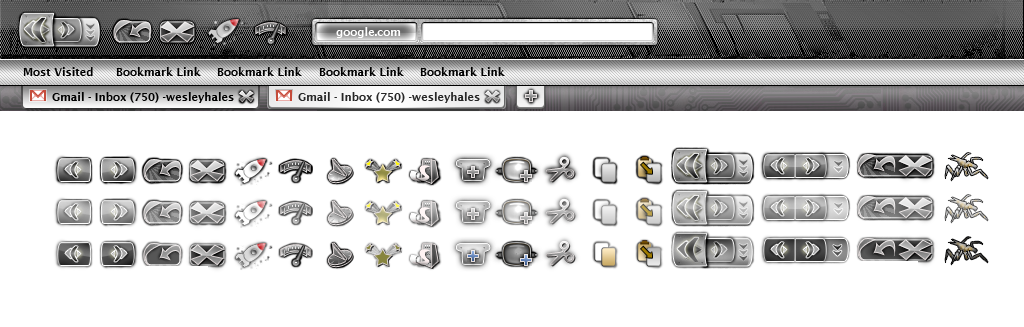 google.com
Most Visited Bookmark Link Bookmark Link Bookmark Link Bookmark Link
Gmail - Inbox (750) -wesleyhales Gmail - Inbox (750) -wesleyhales